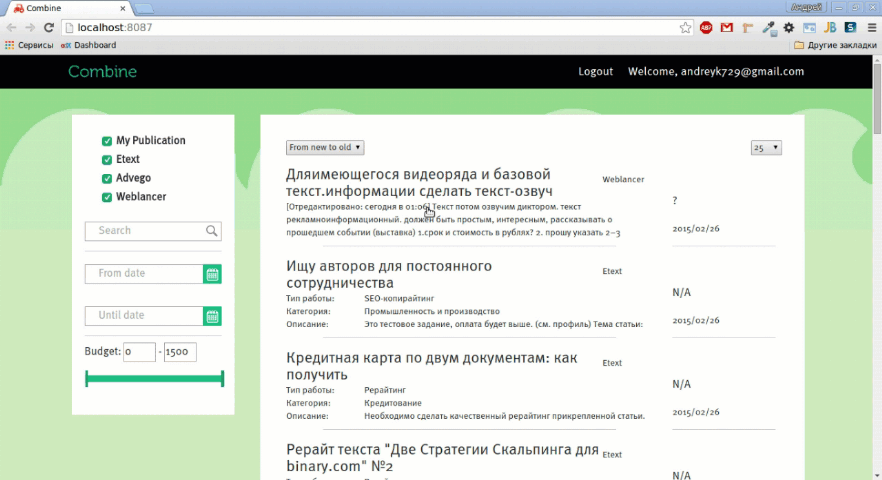 Combine
Андрей
localhost:8087
Сервисы
edX Dashboard
Другие закладки
Combine
Logout
Welcome, andreyk729@gmail.com
My Publication
Etext
Advego
Weblancer
Search
From date
Until date
Budget: 0 - 1500
From new to old
25
Дляимеющегося видеоряда и базовой
текст.информации сделать текст-озвуч
Weblancer
[Отредактировано: сегодня в 01:06] Текст потом озвучим диктором. текст
рекламноинформационный. должен быть простым, интересным, рассказывать о
прошедшем событии (выставка) 1.срок и стоимость в рублях? 2. прошу указать 2-3
?
2015/02/26
Ищу авторов для постоянного
сотрудничества
Etext
Тип работы: SEO-копирайтинг
Категория: Промышленность и производство
Описание: Это тестовое задание, оплата будет выше. (см. профиль) Тема статьи:
N/A
2015/02/26
Кредитная карта по двум документам: как
получить
Etext
Тип работы: Рерайтинг
Категория: Кредитование
Описание: Необходимо сделать качественный рерайтинг прикрепленной статьи.
N/A
2015/02/26
Рерайт текста "Две Стратегии Скальпинга для
binary.com" №2
Etext
N/A